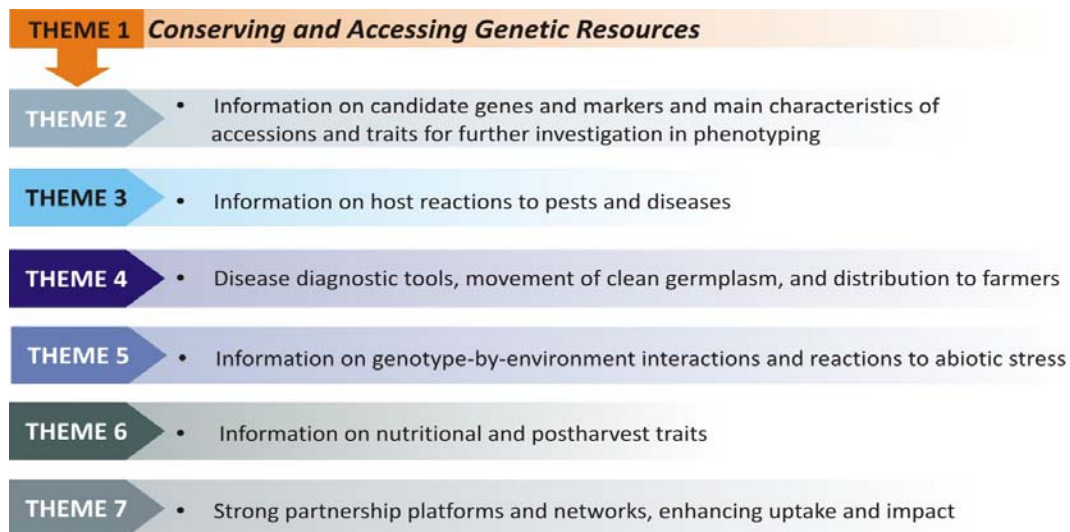 THEME 1 Conserving and Accessing Genetic Resources
THEME 2 • Information on candidate genes and markers and main characteristics of
accessions and traits for further investigation in phenotyping
THEME 3 • Information on host reactions to pests and diseases
THEME 4 • Disease diagnostic tools, movement of clean germplasm, and distribution to farmers
THEME 5 • Information on genotype-by-environment interactions and reactions to abiotic stress
THEME 6 • Information on nutritional and postharvest traits
THEME 7 • Strong partnership platforms and networks, enhancing uptake and impact